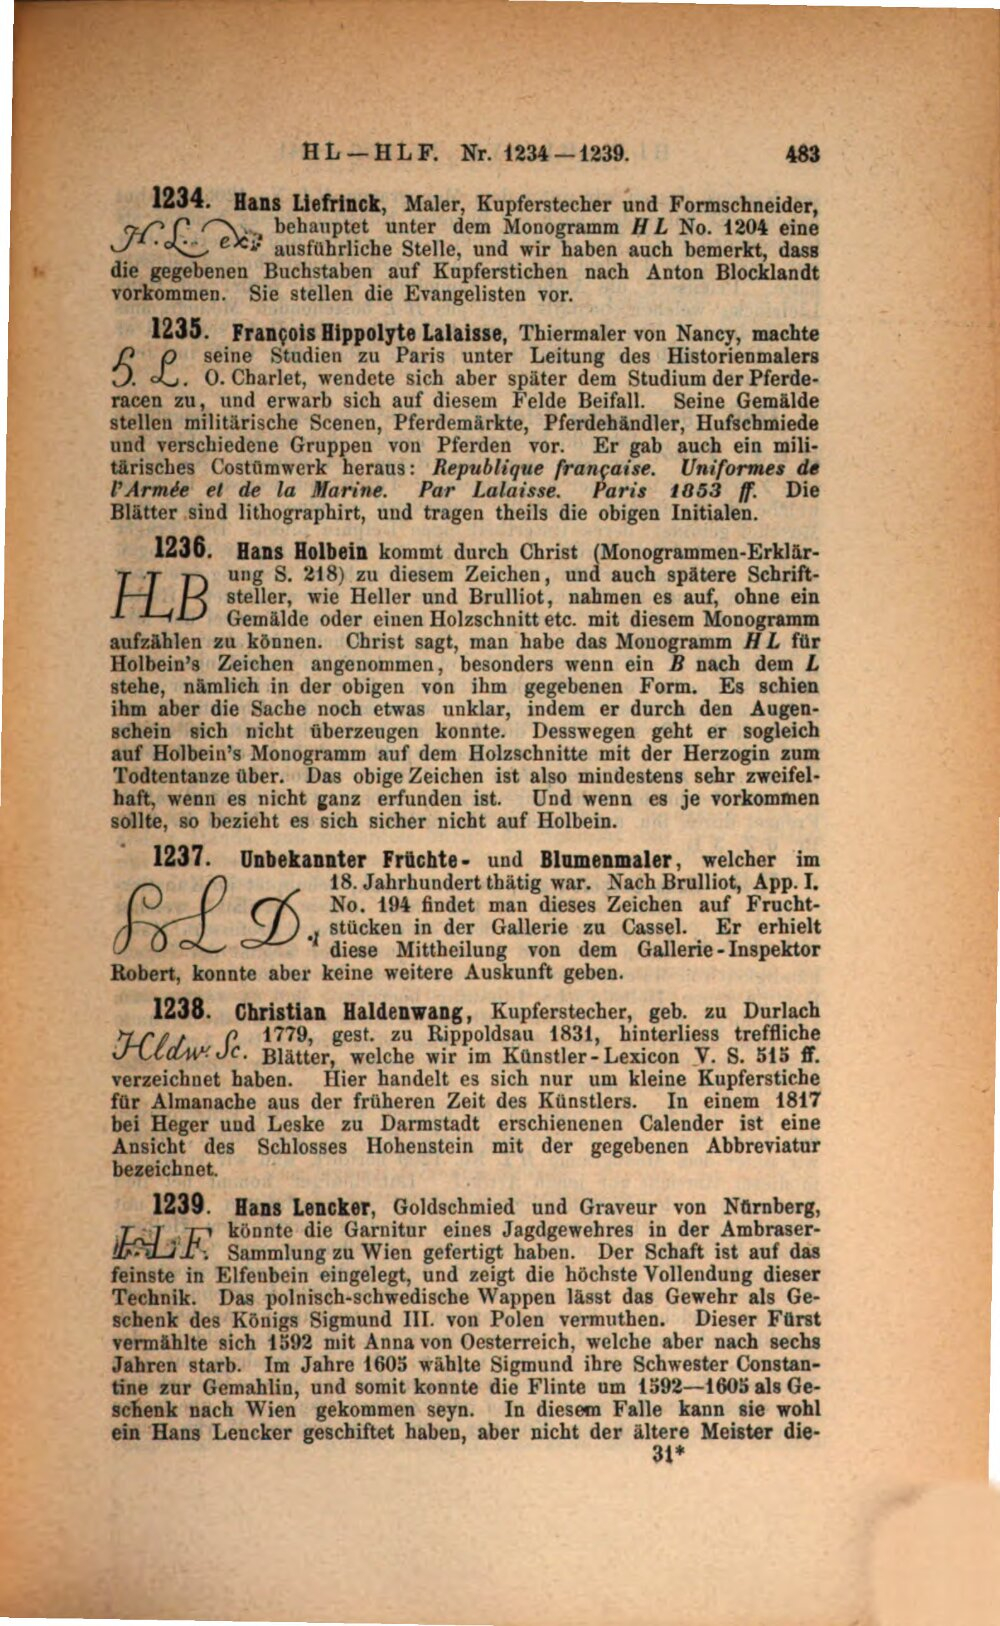 HL — HLF. Nr. 1234 — 1239. 483
1234. Hans Liefrinck, Maler, Kupferstecher und Formschneider,
behauptet unter dem Monogramm HL No. 1204 eine
ausführliche Stelle, und wir haben auch bemerkt, dass
die gegebenen Buchstaben auf Kupferstichen nach Anton Blocklandt
vorkommen. Sie stellen die Evangelisten vor.
1235. François Hippolyte Lalaisse, Thiermaler von Nancy, machte
seine Studien zu Paris unter Leitung des Historienmalers
O. Charlet, wendete sich aber später dem Studium der Pferde-
racen zu, und erwarb sich auf diesem Felde Beifall. Seine Gemälde
stellen militärische Scenen, Pferdemärkte, Pferdehändler, Hufschmiede
und verschiedene Gruppen von Pferden vor. Er gab auch ein mili-
tärisches Costümwerk heraus: Republique française. Uniformes de
l'Armée et de la Marine. Par Lalaisse. Paris 1853 ff. Die
Blätter sind lithographirt, und tragen theils die obigen Initialen.
1236. Hans Holbein kommt durch Christ (Monogrammen-Erklär-
HLB ung S. 218) zu diesem Zeichen, und auch spätere Schrift-
steller, wie Heller und Brulliot, nahmen es auf, ohne ein
Gemälde oder einen Holzschnitt etc. mit diesem Monogramm
aufzählen zu können. Christ sagt, man habe das Monogramm HL für
Holbein's Zeichen angenommen, besonders wenn ein B nach dem L
stehe, nämlich in der obigen von ihm gegebenen Form. Es schien
ihm aber die Sache noch etwas unklar, indem er durch den Augen-
schein sich nicht überzeugen konnte. Desswegen geht er sogleich
auf Holbein's Monogramm auf dem Holzschnitte mit der Herzogin zum
Todtentanze über. Das obige Zeichen ist also mindestens sehr zweifel-
haft, wenn es nicht ganz erfunden ist. Und wenn es je vorkommen
sollte, so bezieht es sich sicher nicht auf Holbein.
1237. Unbekannter Früchte- und Blumenmaler, welcher im
18. Jahrhundert thätig war. Nach Brulliot, App. I.
No. 194 findet man dieses Zeichen auf Frucht-
stücken in der Gallerie zu Cassel. Er erhielt
diese Mittheilung von dem Gallerie-Inspektor
Robert, konnte aber keine weitere Auskunft geben.
1238. Christian Haldenwang, Kupferstecher, geb. zu Durlach
Hldw. Sc. 1779, gest. zu Rippoldsau 1831, hinterliess treffliche
Blätter, welche wir im Künstler-Lexicon V. S. 515 ff.
verzeichnet haben. Hier handelt es sich nur um kleine Kupferstiche
für Almanache aus der früheren Zeit des Künstlers. In einem 1817
bei Heger und Leske zu Darmstadt erschienenen Calender ist eine
Ansicht des Schlosses Hohenstein mit der gegebenen Abbreviatur
bezeichnet.
1239. Hans Lencker, Goldschmied und Graveur von Nürnberg,
könnte die Garnitur eines Jagdgewehres in der Ambraser-
Sammlung zu Wien gefertigt haben. Der Schaft ist auf das
feinste in Elfenbein eingelegt, und zeigt die höchste Vollendung dieser
Technik. Das polnisch-schwedische Wappen lässt das Gewehr als Ge-
schenk des Königs Sigmund III. von Polen vermuthen. Dieser Fürst
vermählte sich 1592 mit Anna von Oesterreich, welche aber nach sechs
Jahren starb. Im Jahre 1605 wählte Sigmund ihre Schwester Constan-
tine zur Gemahlin, und somit konnte die Flinte um 1592—1605 als Ge-
schenk nach Wien gekommen seyn. In diesem Falle kann sie wohl
ein Hans Lencker geschiftet haben, aber nicht der ältere Meister die-
31*